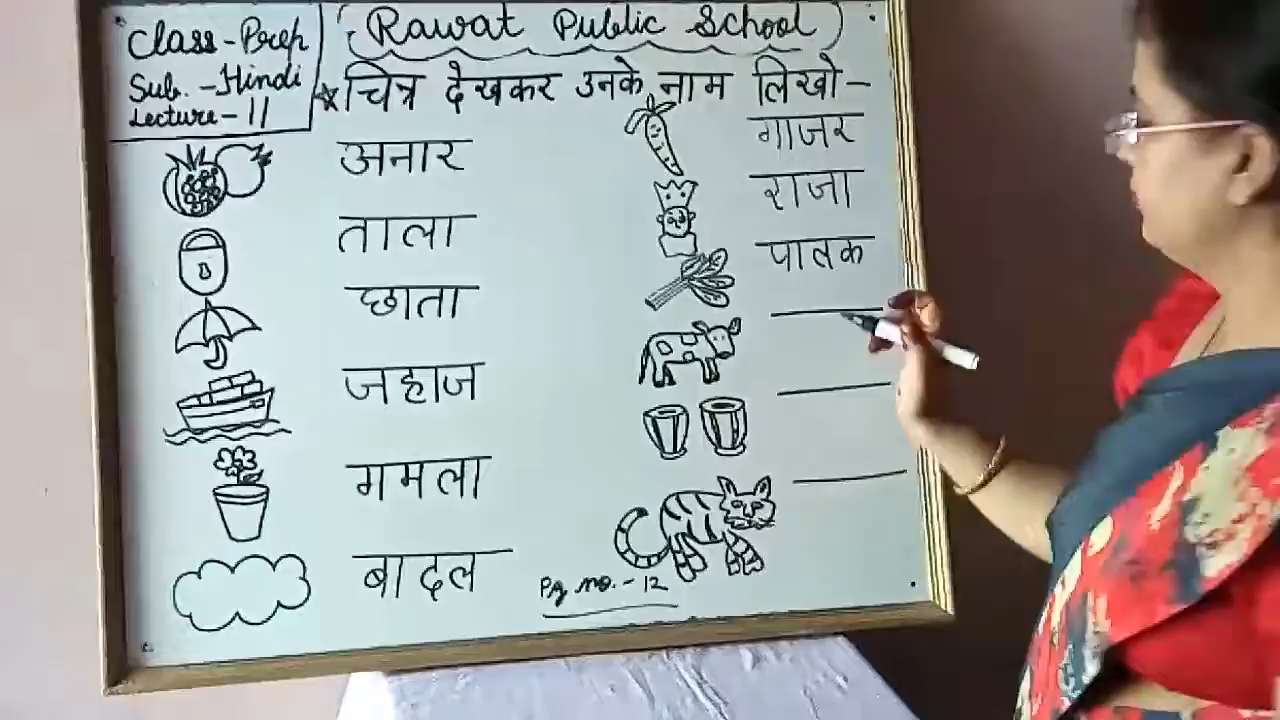 Class-Prep
Sub.-Hindi
Lecture-11
(Rawat Public School)
☆ चित्र देखकर उनके नाम लिखो-
अनार
ताला
छाता
जहाज
गमला
बादल
गाजर
राजा
पालक
Pg no.-12